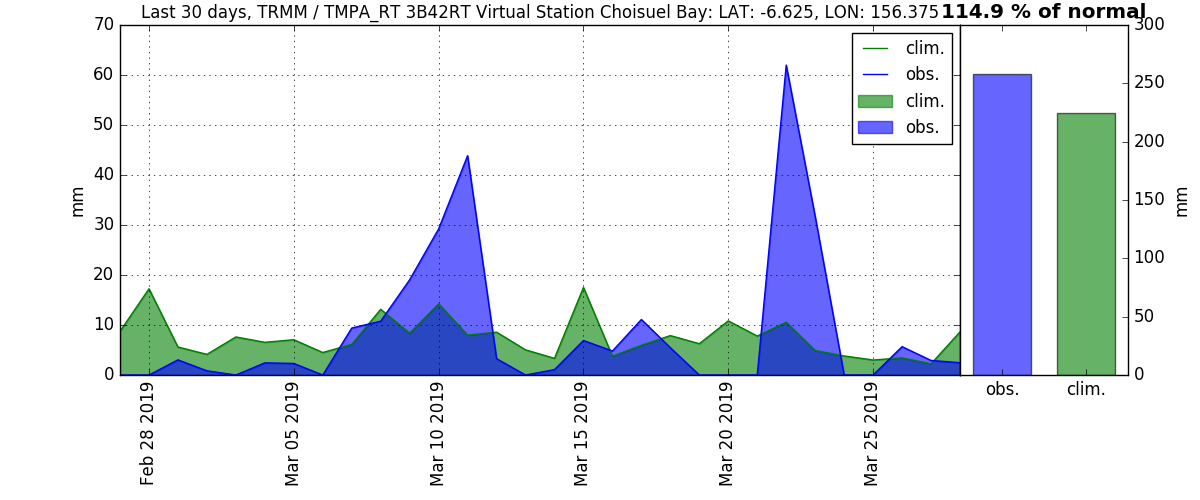 Last 30 days, TRMM / TMPA_RT 3B42RT Virtual Station Choisuel Bay: LAT: -6.625, LON: 156.375
114.9 % of normal
70
60
50
40
30
20
10
0
mm
clim.
obs.
clim.
obs.
Feb 28 2019
Mar 05 2019
Mar 10 2019
Mar 15 2019
Mar 20 2019
Mar 25 2019
300
250
200
150
100
50
0
mm
obs.
clim.